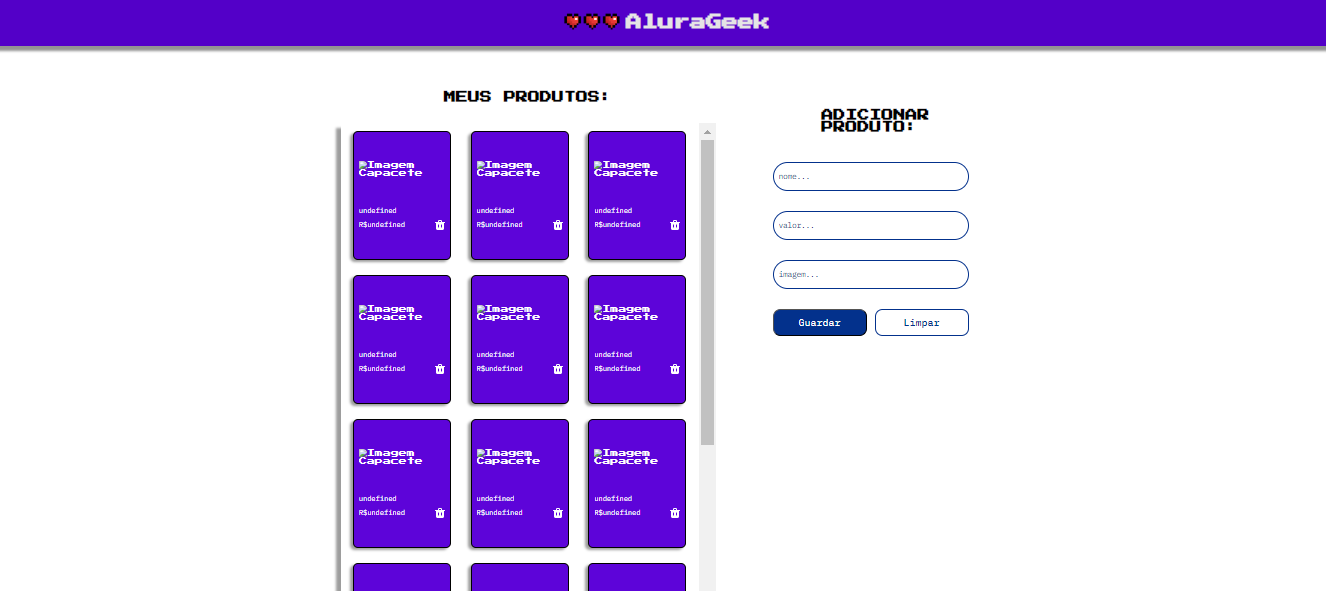 AluraGeek
MEUS PRODUTOS:
Imagem Capacete
undefined
R$undefined
Imagem Capacete
undefined
R$undefined
Imagem Capacete
undefined
R$undefined
Imagem Capacete
undefined
R$undefined
Imagem Capacete
undefined
R$undefined
Imagem Capacete
undefined
R$undefined
Imagem Capacete
undefined
R$undefined
Imagem Capacete
undefined
R$undefined
Imagem Capacete
undefined
R$undefined
ADICIONAR
PRODUTO:
nome...
valor...
imagem...
Guardar
Limpar